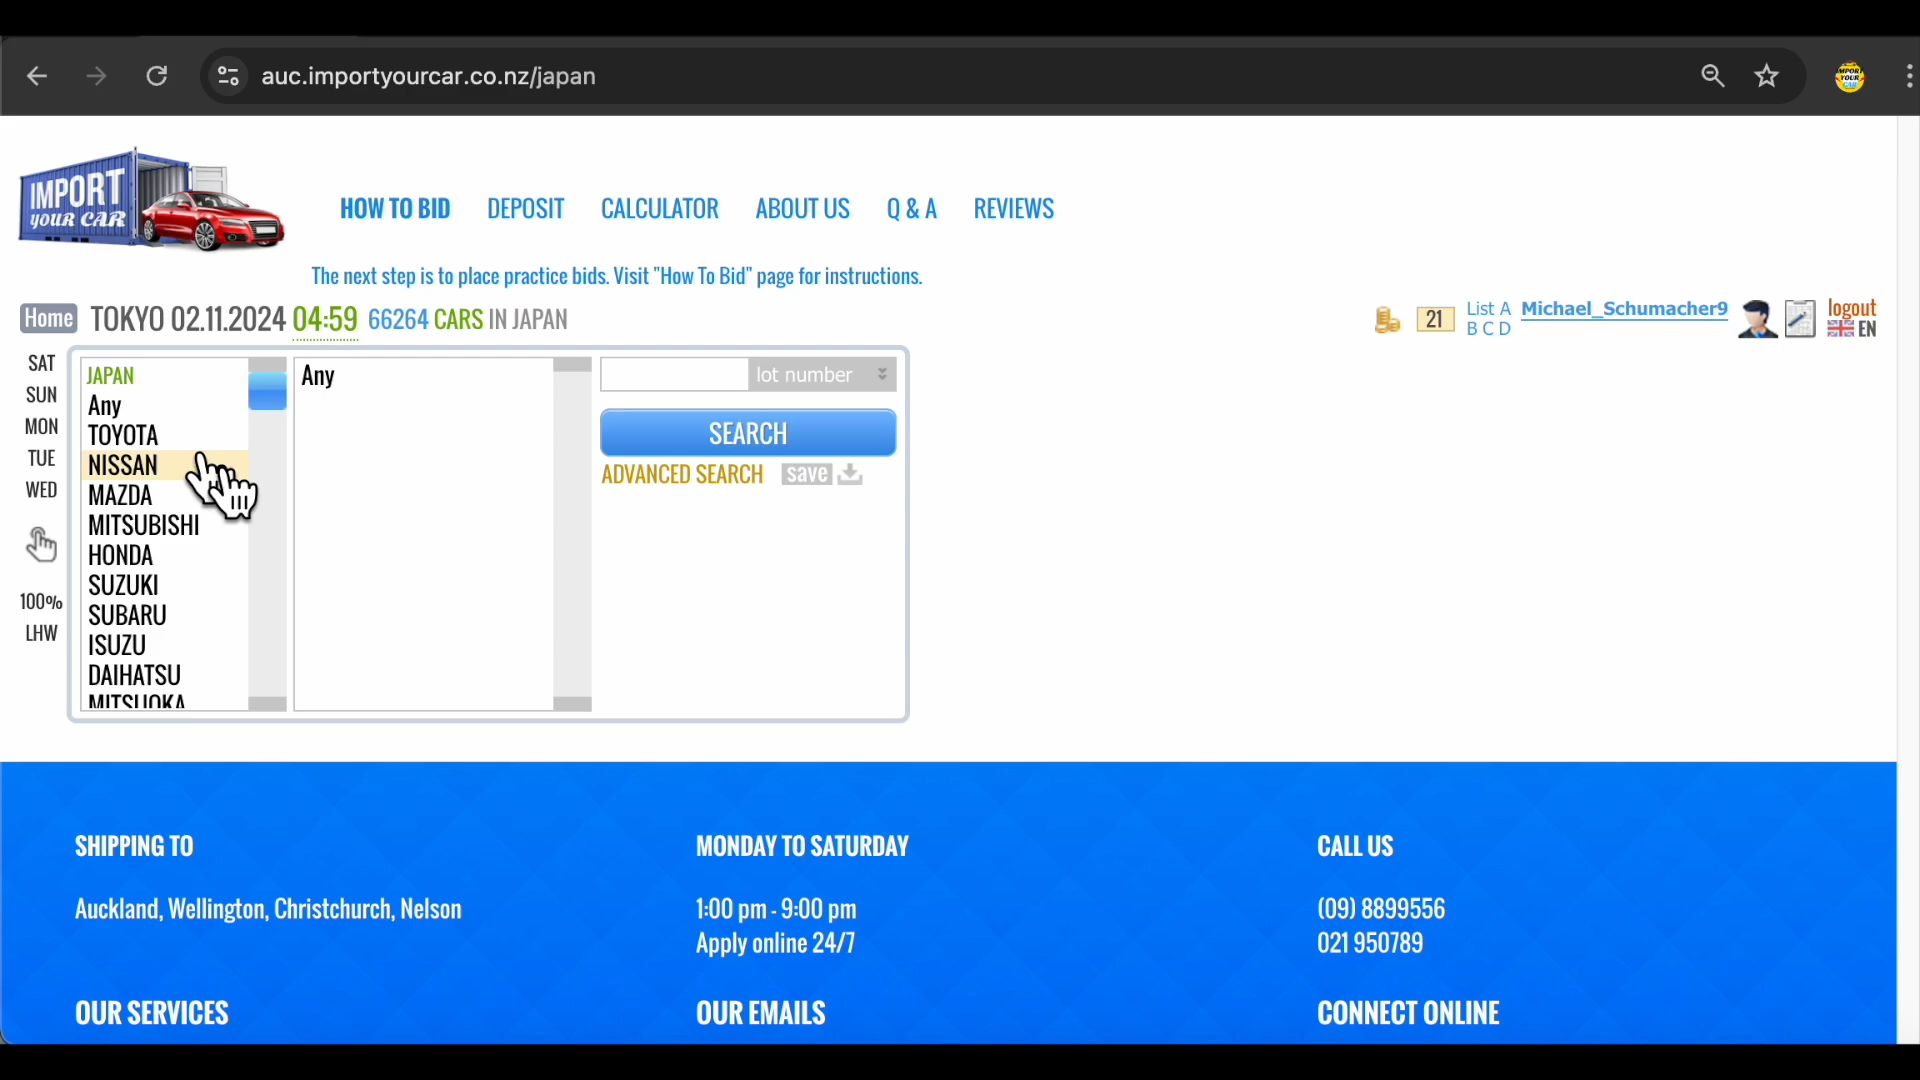 auc.importyourcar.co.nz/japan
IMPORT
YOUR CAR
IMPORT
YOUR CAR
HOW TO BID DEPOSIT CALCULATOR ABOUT US Q & A REVIEWS
The next step is to place practice bids. Visit "How To Bid" page for instructions.
Home TOKYO 02.11.2024 04:59 66264 CARS IN JAPAN
21 List A Michael_Schumacher9 logout
B C D EN
SAT
SUN
MON
TUE
WED
100%
LHW
JAPAN
Any
TOYOTA
NISSAN
MAZDA
MITSUBISHI
HONDA
SUZUKI
SUBARU
ISUZU
DAIHATSU
MITSUOKA
Any
lot number
SEARCH
ADVANCED SEARCH save
SHIPPING TO
Auckland, Wellington, Christchurch, Nelson
MONDAY TO SATURDAY
1:00 pm - 9:00 pm
Apply online 24/7
CALL US
(09) 8899556
021 950789
OUR SERVICES
OUR EMAILS
CONNECT ONLINE